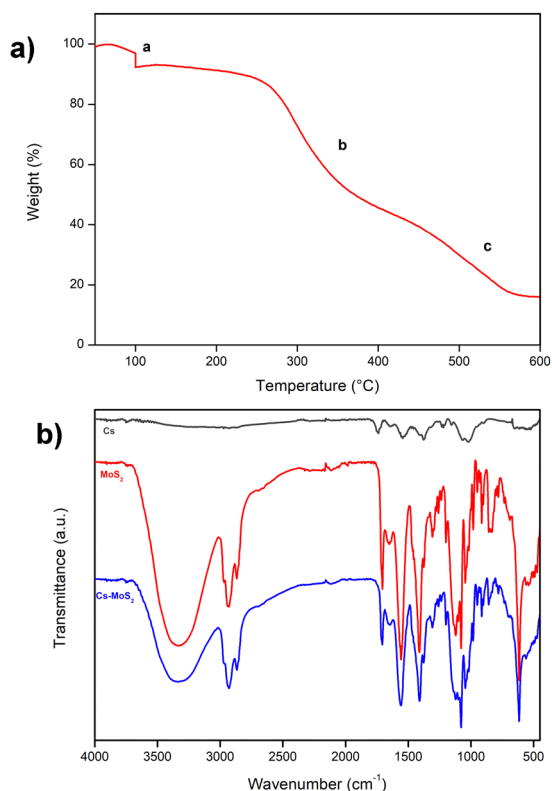 a)
Weight (%)
100
80
60
40
20
0
a
b
c
100
200
300
400
500
600
Temperature (°C)
b)
Transmittance (a.u.)
Cs
MoS₂
Cs-MoS₂
4000
3500
3000
2500
2000
1500
1000
500
Wavenumber (cm⁻¹)